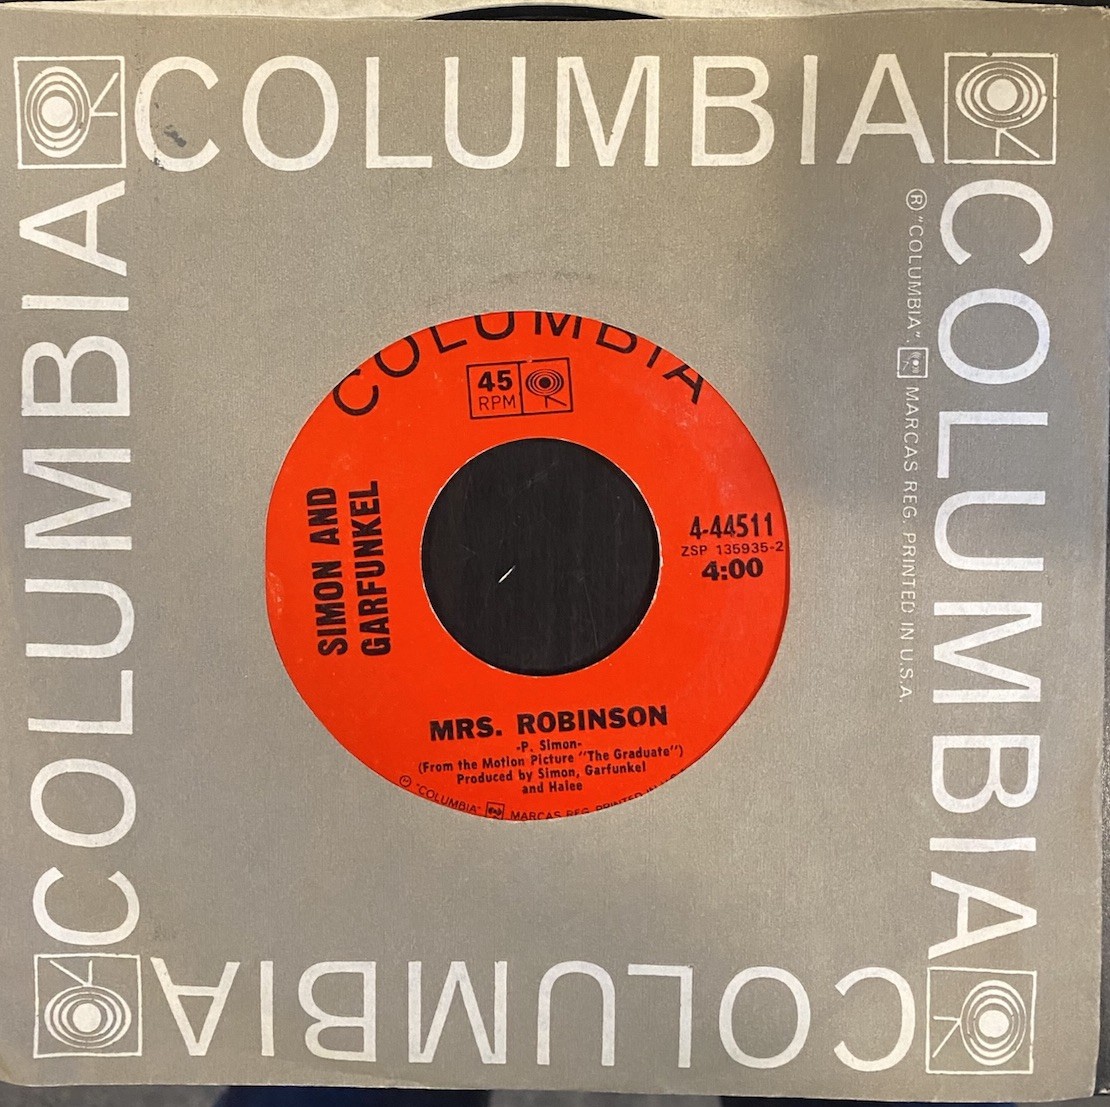 COLUMBIA
COLUMBIA
COLUMBIA
COLUMBIA
® "COLUMBIA", MARCAS REG. PRINTED IN U.S.A.
COLUMBIA
45
RPM
SIMON AND
GARFUNKEL
4-44511
ZSP 135935-2
4:00
MRS. ROBINSON
-P. Simon-
(From the Motion Picture "The Graduate")
Produced by Simon, Garfunkel
and Halee
® "COLUMBIA" MARCAS REG. PRINTED IN